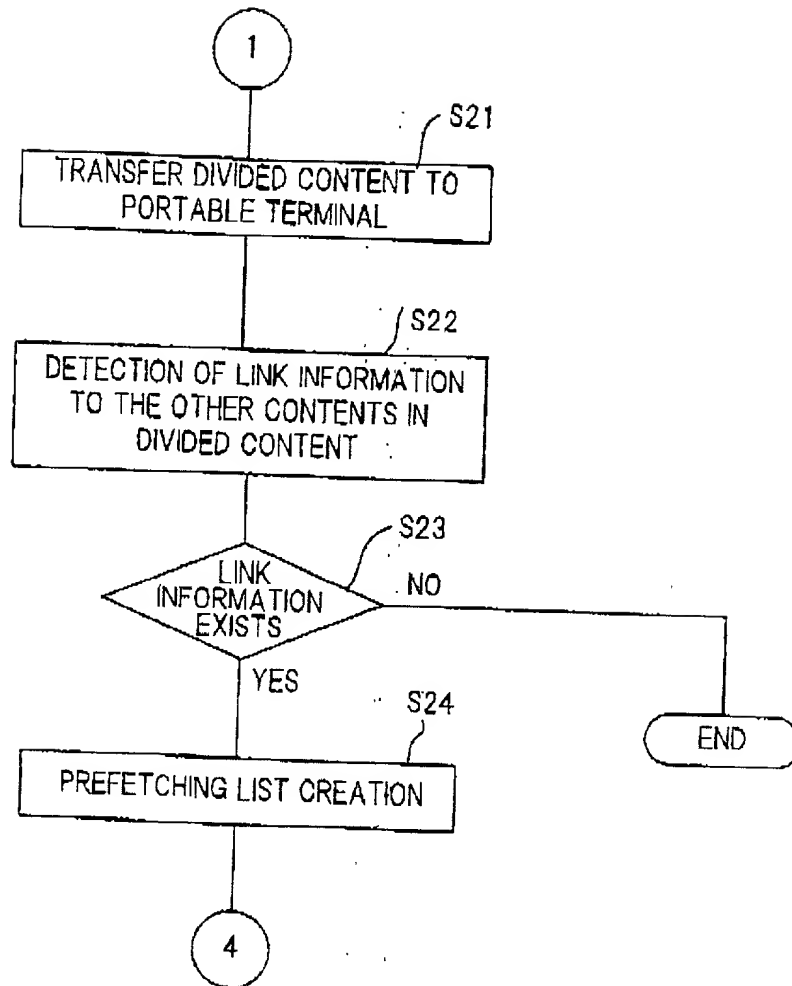 1
S21
TRANSFER DIVIDED CONTENT TO
PORTABLE TERMINAL
S22
DETECTION OF LINK INFORMATION
TO THE OTHER CONTENTS IN
DIVIDED CONTENT
S23
LINK
INFORMATION
EXISTS
NO
YES
S24
END
PREFETCHING LIST CREATION
4